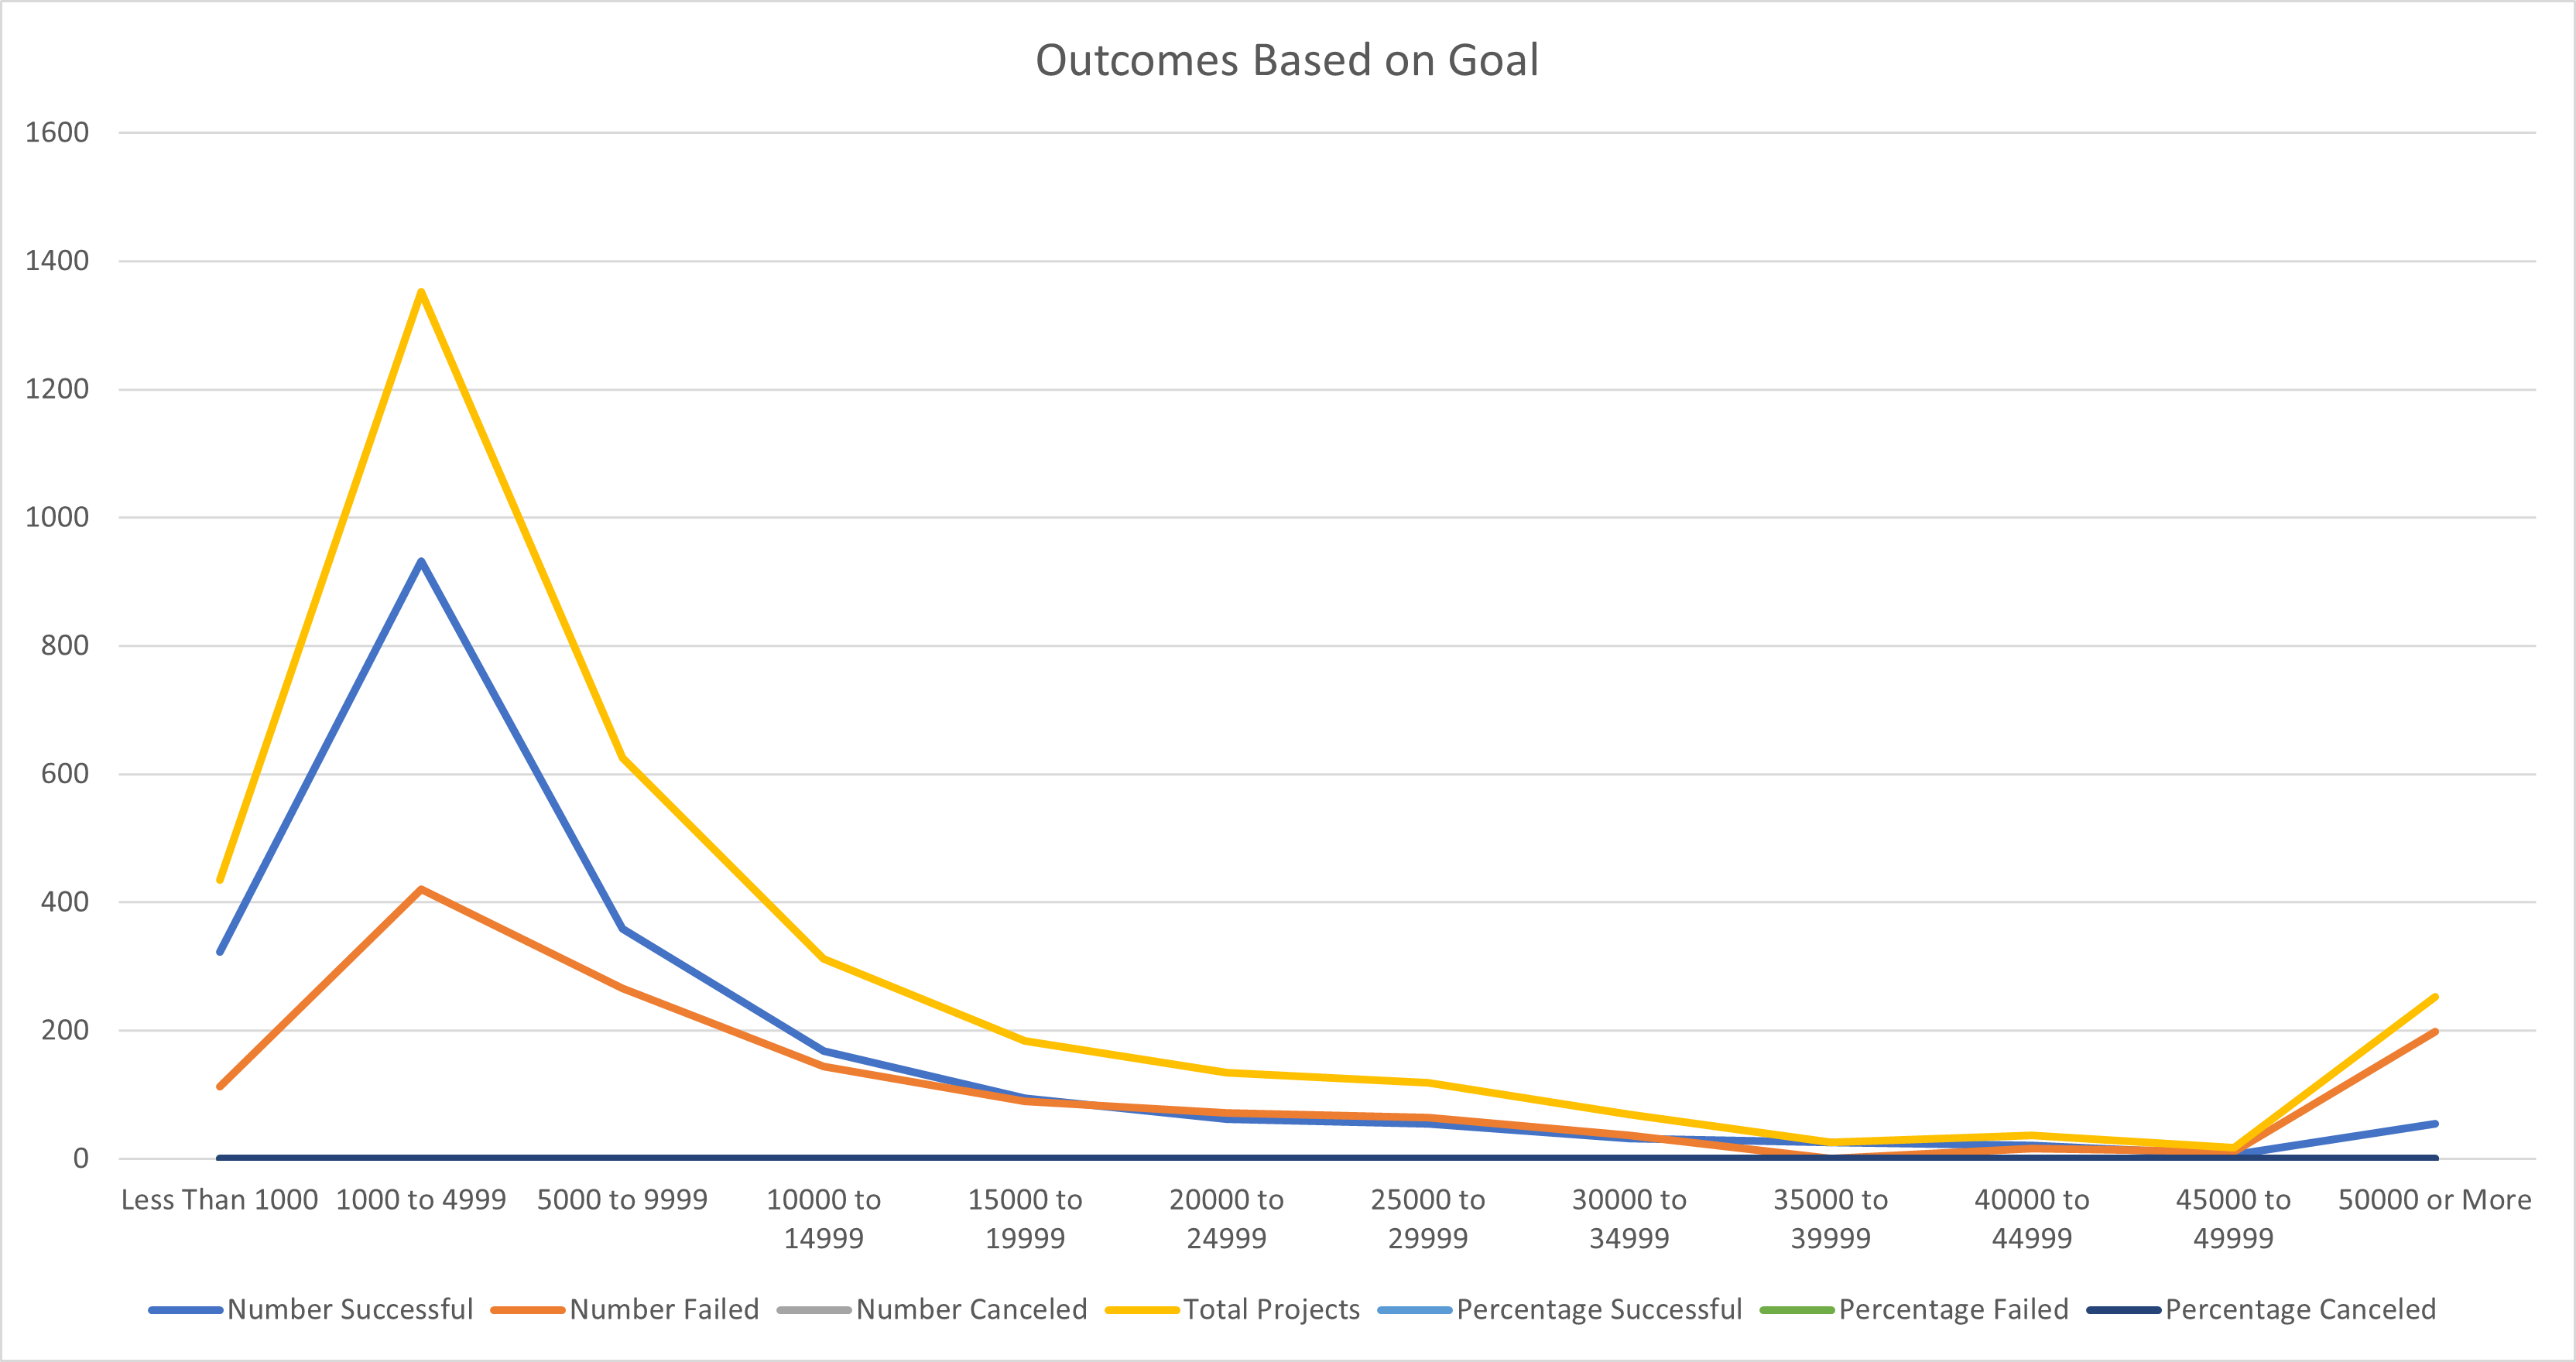 Outcomes Based on Goal
1600
1400
1200
1000
800
600
400
200
0
Less Than 1000
1000 to 4999
5000 to 9999
10000 to
14999
15000 to
19999
20000 to
24999
25000 to
29999
30000 to
34999
35000 to
39999
40000 to
44999
45000 to
49999
50000 or More
Number Successful
Number Failed
Number Canceled
Total Projects
Percentage Successful
Percentage Failed
Percentage Canceled